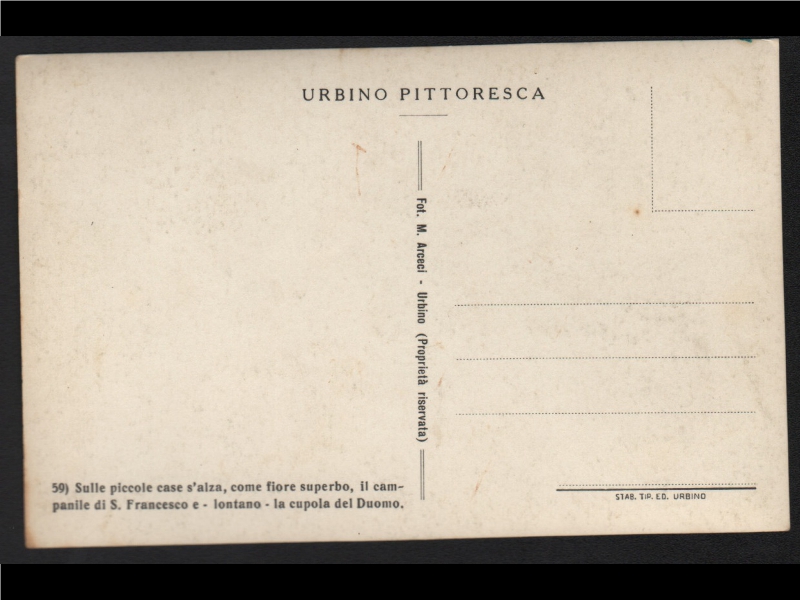 URBINO PITTORESCA
Fot. M. Arceci - Urbino (Proprietà riservata)
59) Sulle piccole case s'alza, come fiore superbo, il cam-
panile di S. Francesco e - lontano - la cupola del Duomo.
STAB. TIP. ED. URBINO